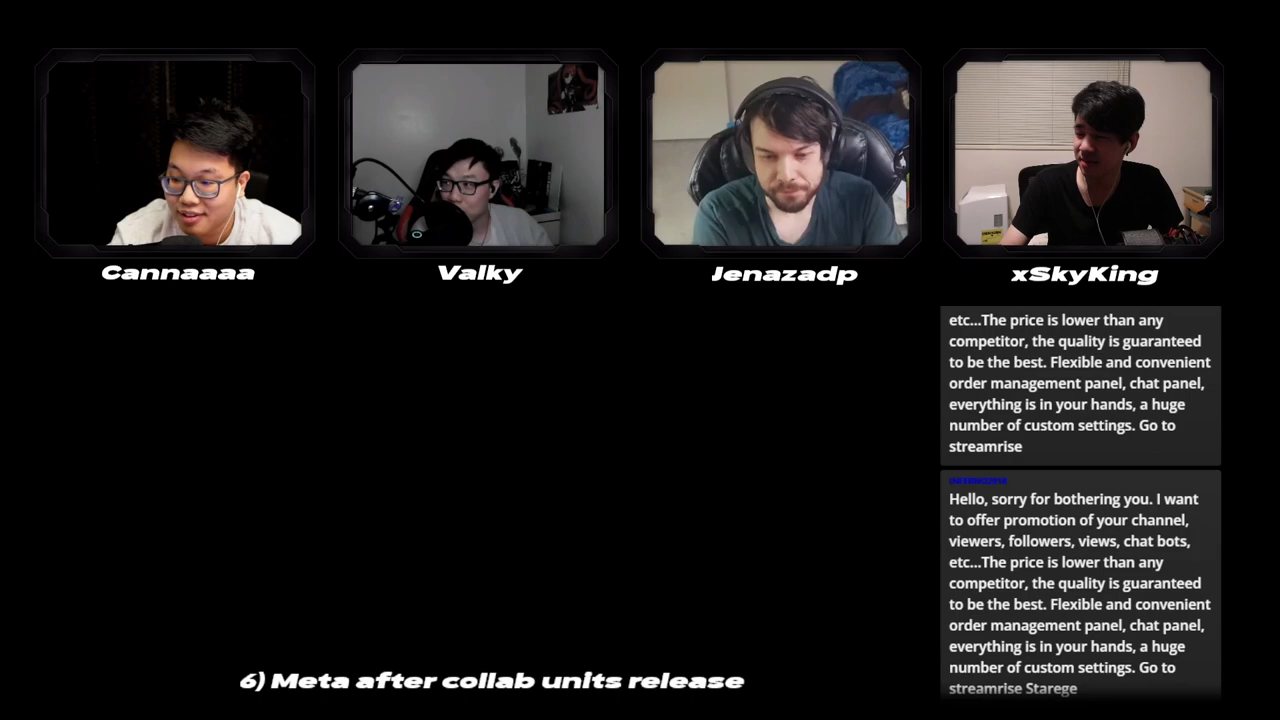 Cannaaaa
Valky
Jenazadp
xSkyKing
etc...The price is lower than any
competitor, the quality is guaranteed
to be the best. Flexible and convenient
order management panel, chat panel,
everything is in your hands, a huge
number of custom settings. Go to
streamrise
Hello, sorry for bothering you. I want
to offer promotion of your channel,
viewers, followers, views, chat bots,
etc...The price is lower than any
competitor, the quality is guaranteed
to be the best. Flexible and convenient
order management panel, chat panel,
everything is in your hands, a huge
number of custom settings. Go to
streamrise Starege
6) Meta after collab units release